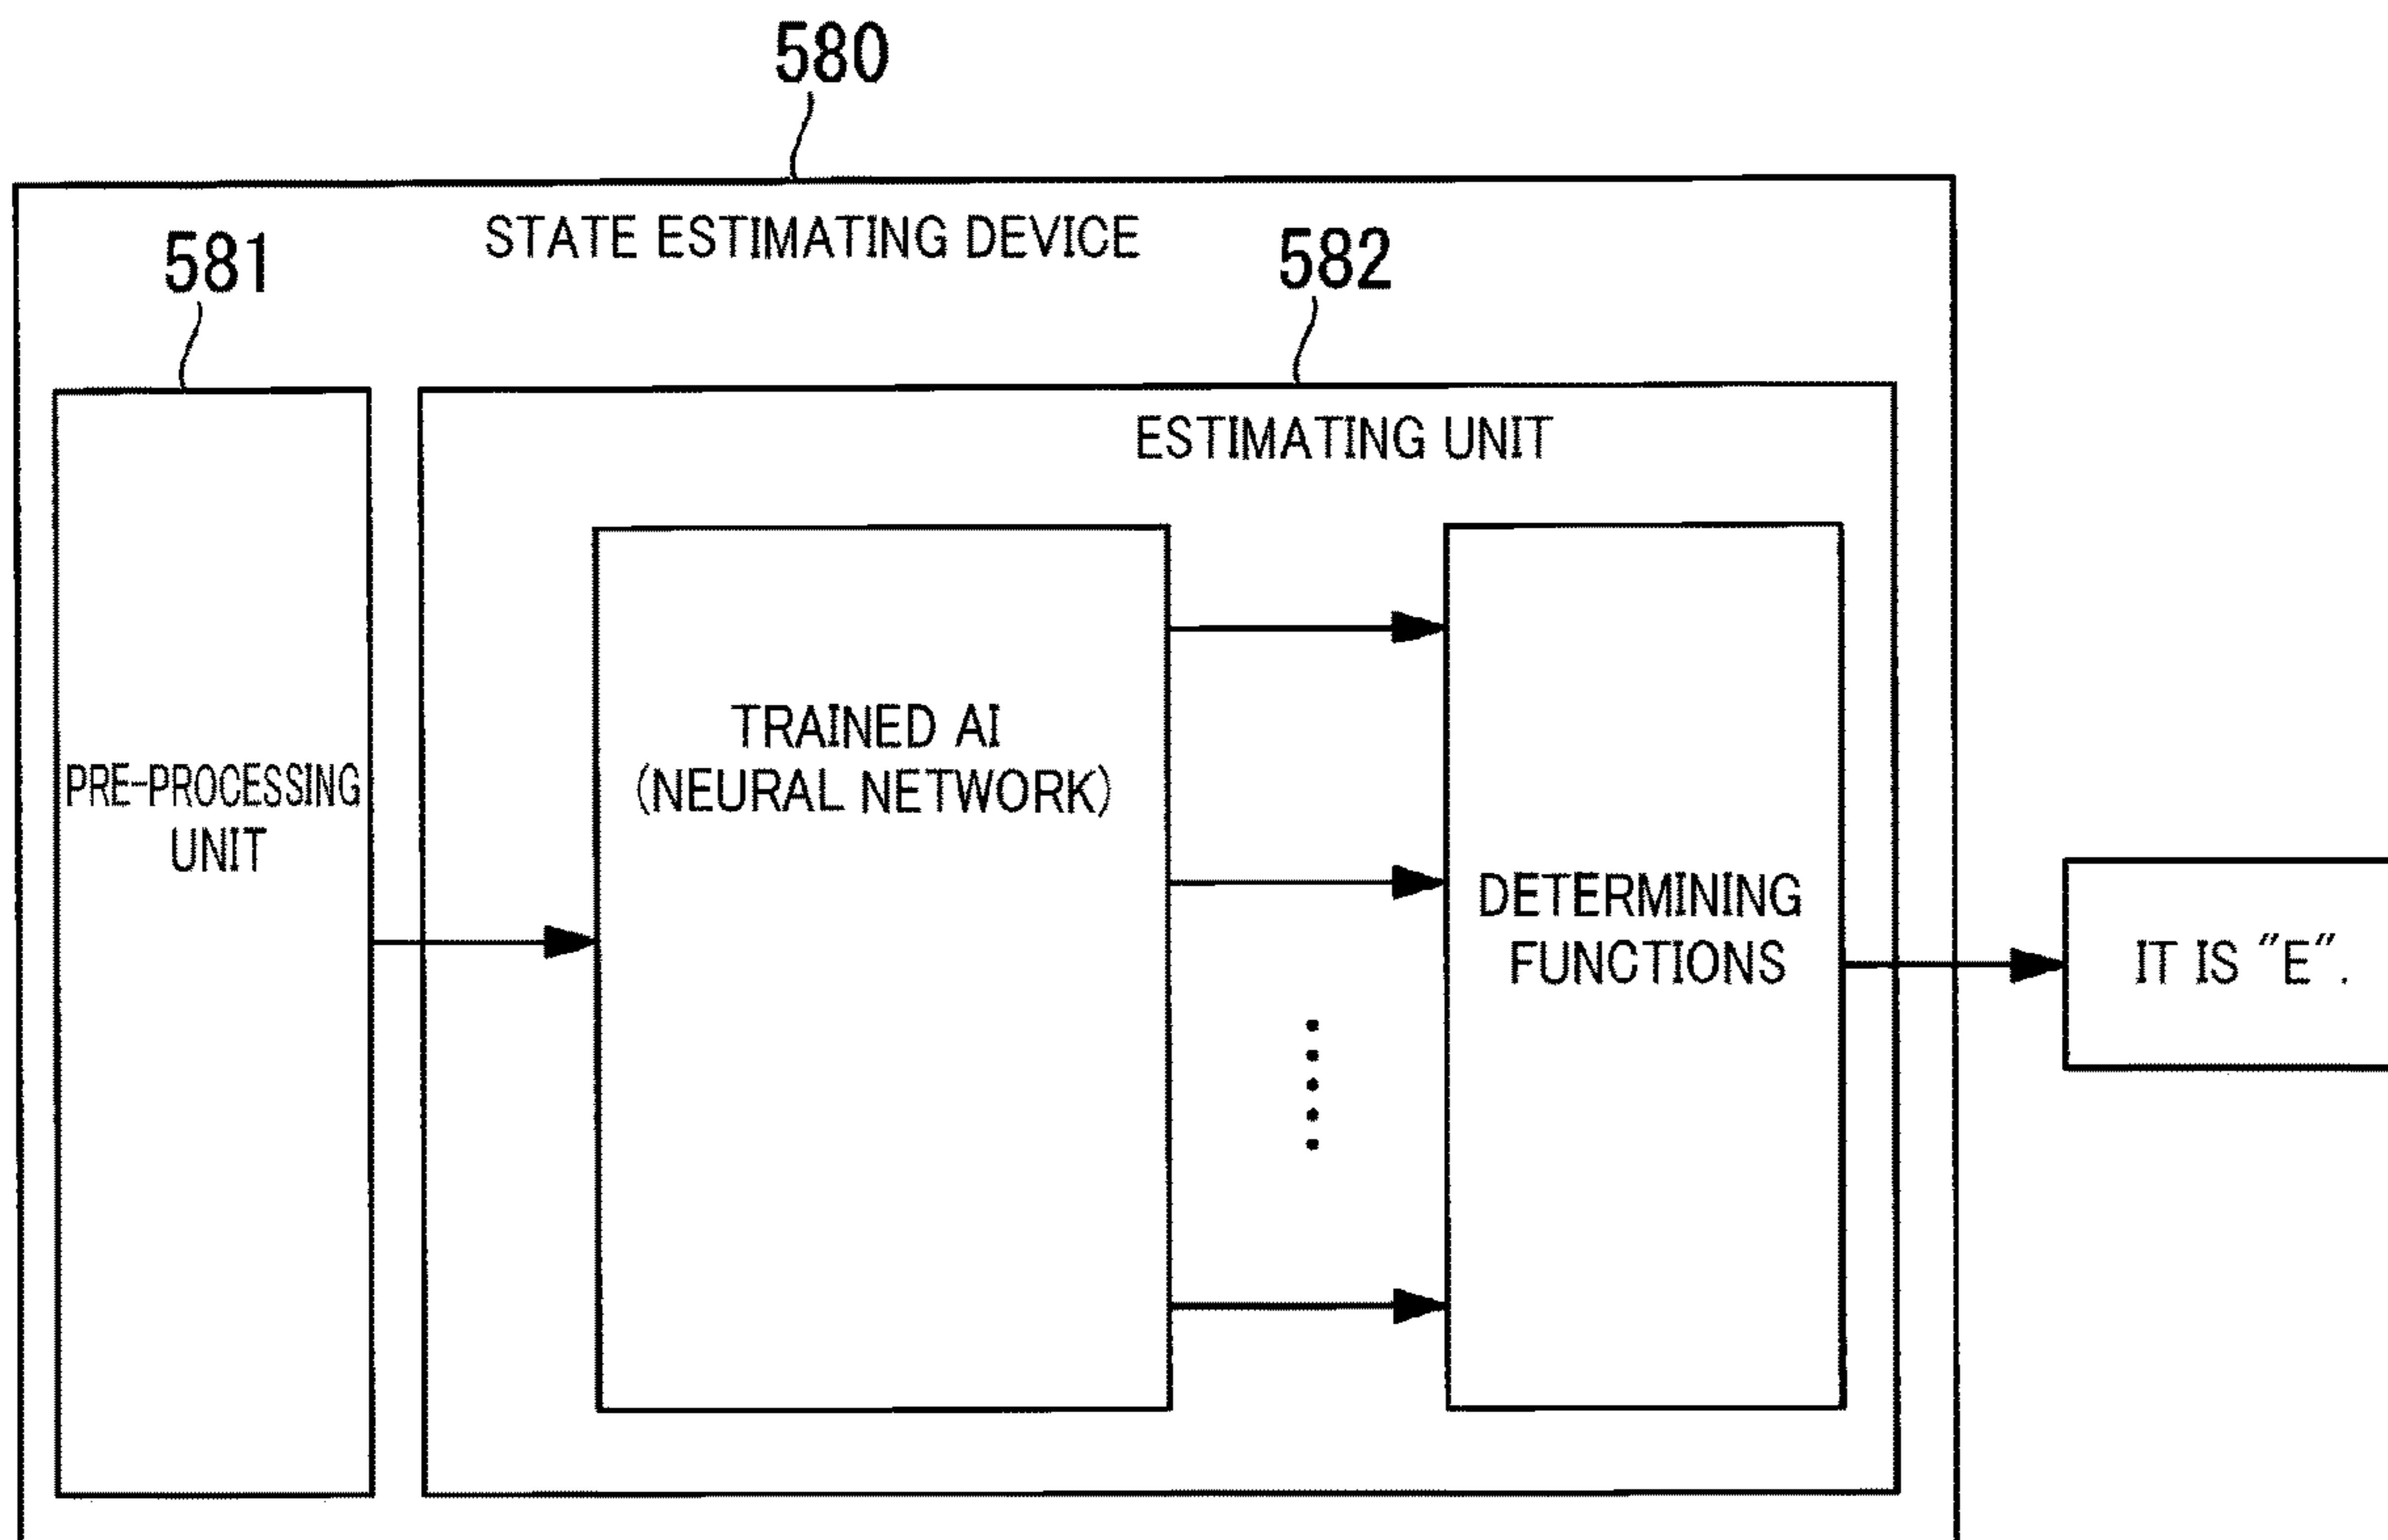 580
STATE ESTIMATING DEVICE
581
582
ESTIMATING UNIT
TRAINED AI
(NEURAL NETWORK)
PRE-PROCESSING
UNIT
DETERMINING
FUNCTIONS
IT IS "E".